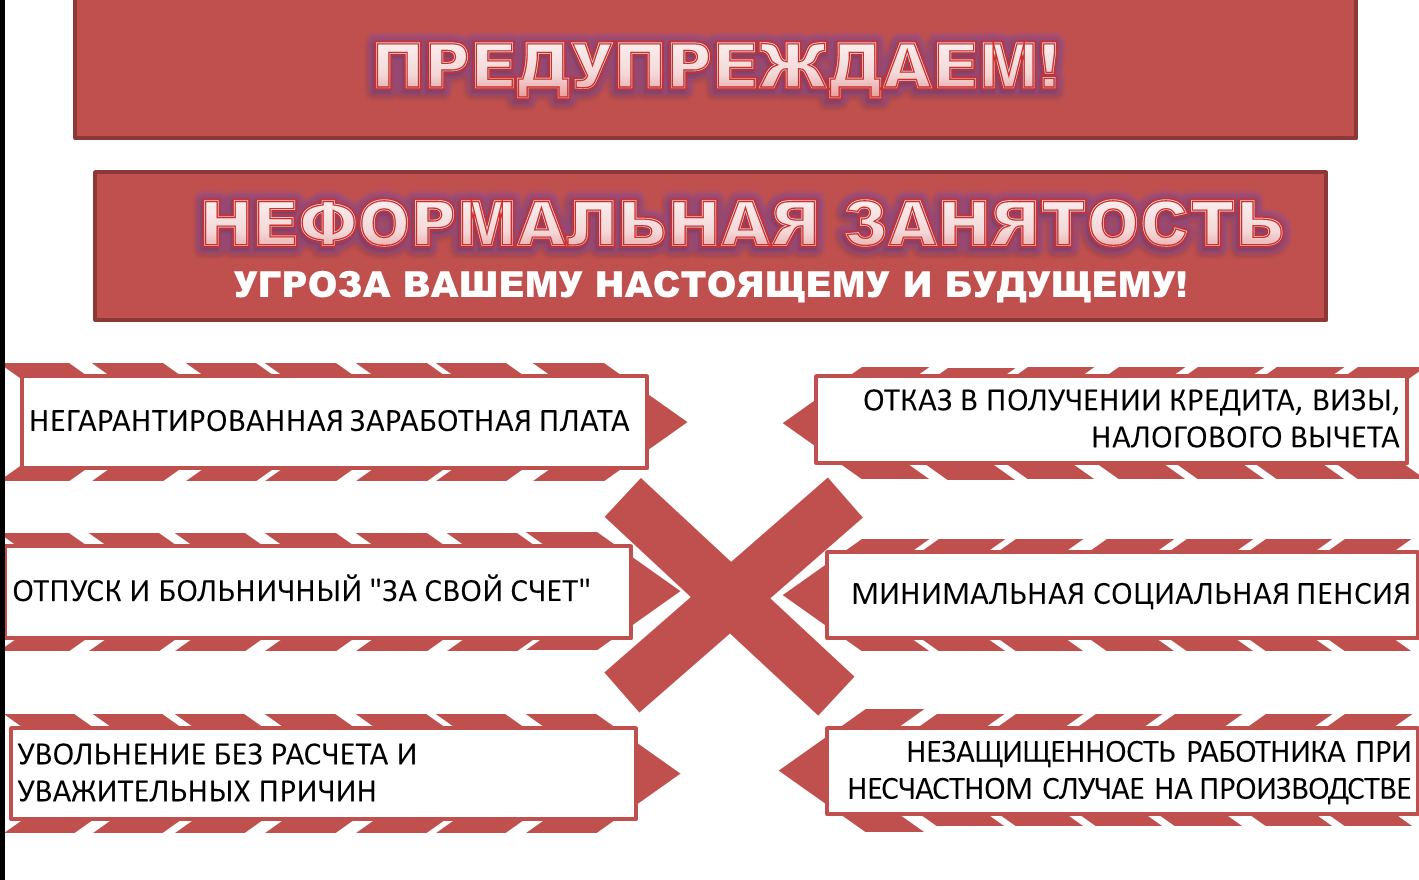 ПРЕДУПРЕЖДАЕМ!
НЕФОРМАЛЬНАЯ ЗАНЯТОСТЬ
УГРОЗА ВАШЕМУ НАСТОЯЩЕМУ И БУДУЩЕМУ!
НЕГАРАНТИРОВАННАЯ ЗАРАБОТНАЯ ПЛАТА
ОТКАЗ В ПОЛУЧЕНИИ КРЕДИТА, ВИЗЫ,
НАЛОГОВОГО ВЫЧЕТА
ОТПУСК И БОЛЬНИЧНЫЙ "ЗА СВОЙ СЧЕТ"
МИНИМАЛЬНАЯ СОЦИАЛЬНАЯ ПЕНСИЯ
УВОЛЬНЕНИЕ БЕЗ РАСЧЕТА И
УВАЖИТЕЛЬНЫХ ПРИЧИН
НЕЗАЩИЩЕННОСТЬ РАБОТНИКА ПРИ
НЕСЧАСТНОМ СЛУЧАЕ НА ПРОИЗВОДСТВЕ